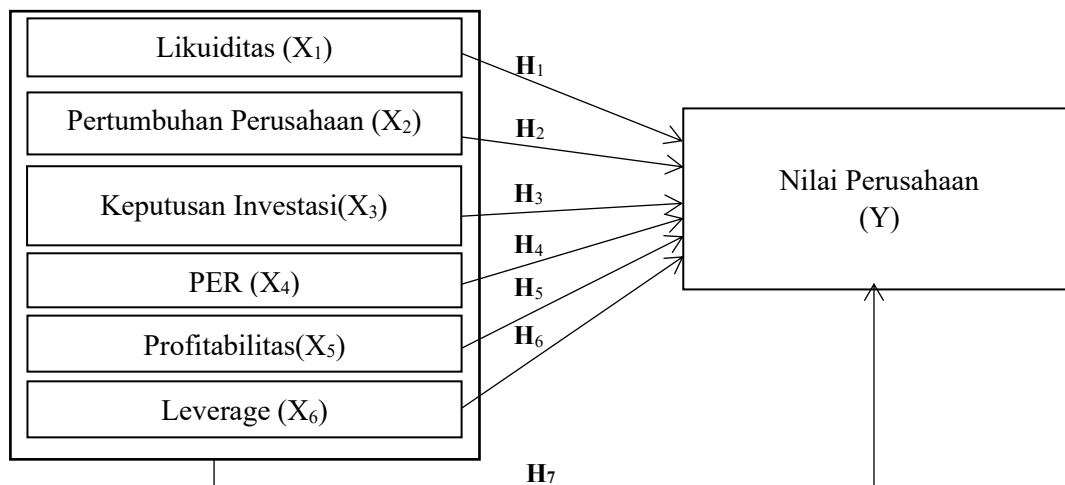 Likuiditas (X₁)
H₁
Pertumbuhan Perusahaan (X₂)
H₂
Keputusan Investasi(X₃)
H₃
PER (X₄)
H₄
Profitabilitas(X₅)
H₅
Leverage (X₆)
H₆
Nilai Perusahaan
(Y)
H₇